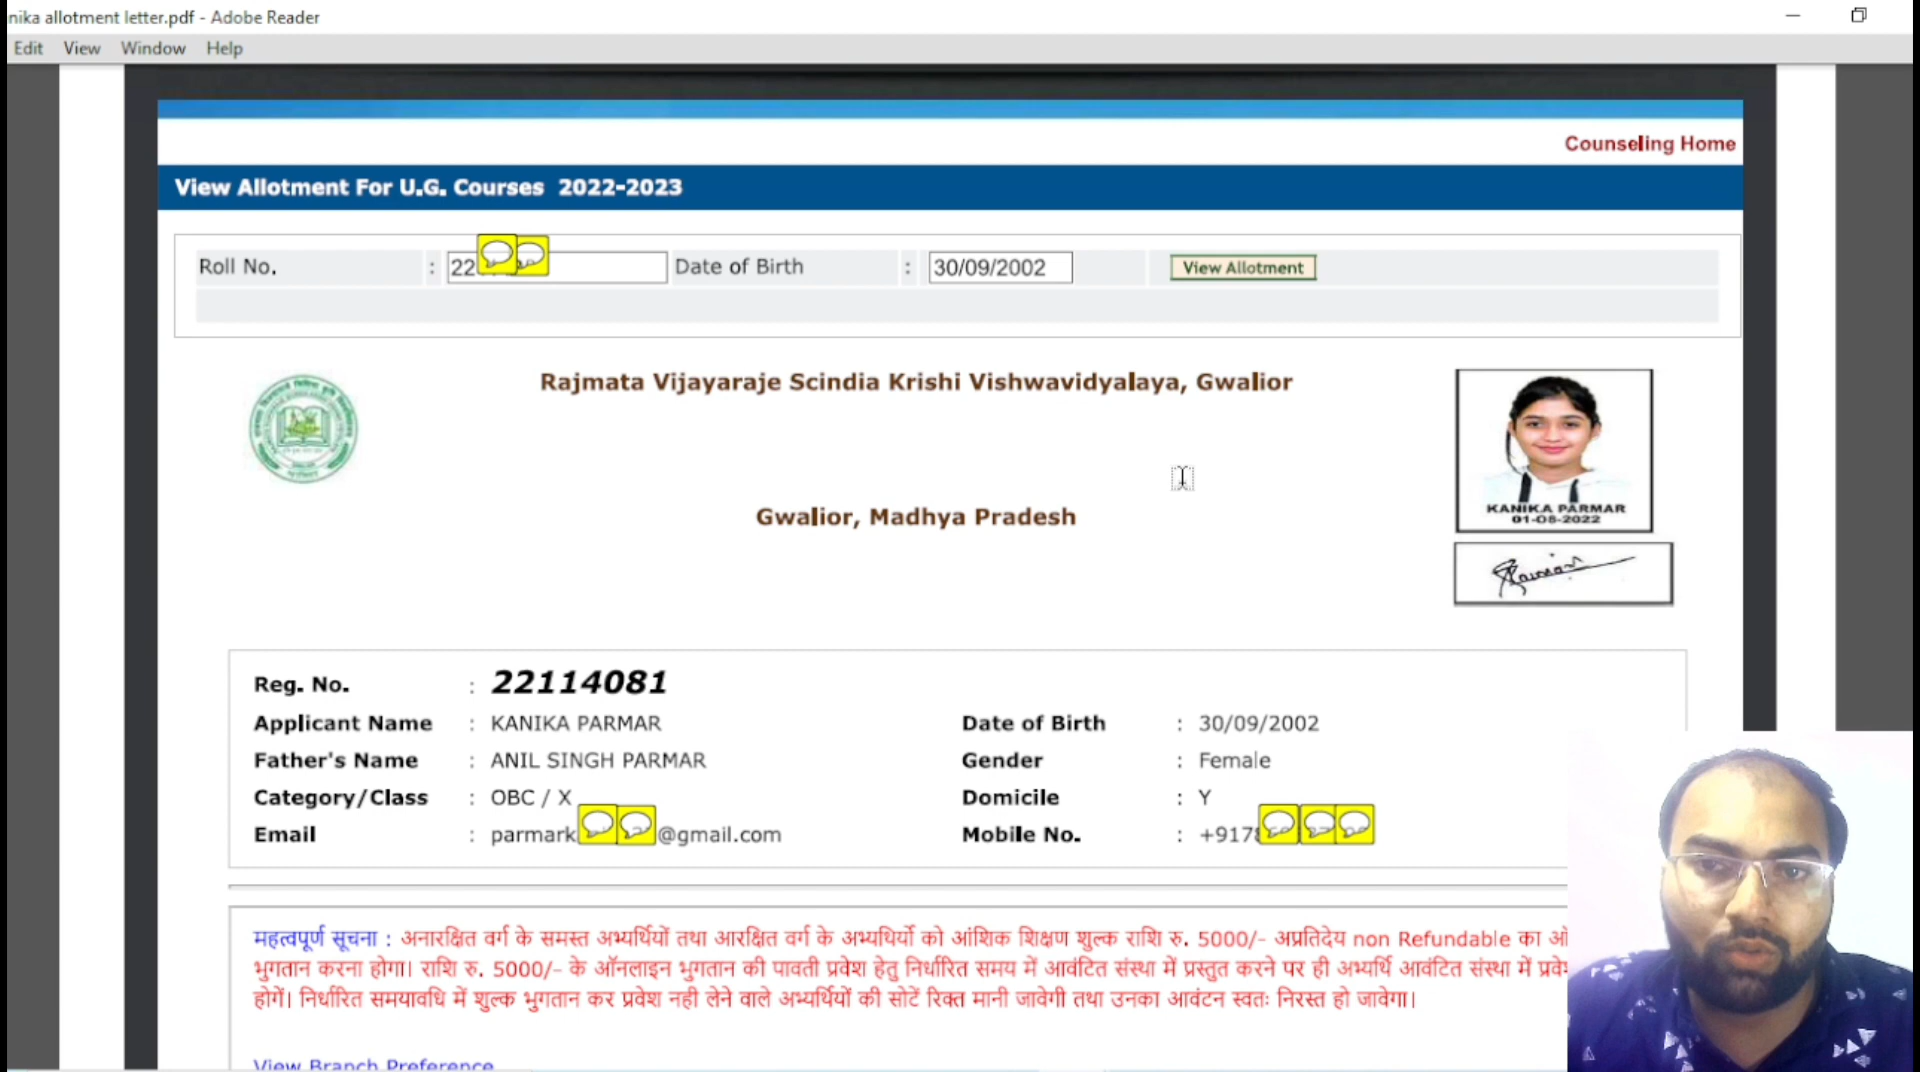 nika allotment letter.pdf - Adobe Reader
Edit View Window Help
Counseling Home
View Allotment For U.G. Courses 2022-2023
Roll No. : 22 Date of Birth : 30/09/2002 View Allotment
Rajmata Vijayaraje Scindia Krishi Vishwavidyalaya, Gwalior
Gwalior, Madhya Pradesh
KANIKA PARMAR
01-08-2022
Reg. No. : 22114081
Applicant Name : KANIKA PARMAR Date of Birth : 30/09/2002
Father's Name : ANIL SINGH PARMAR Gender : Female
Category/Class : OBC / X Domicile : Y
Email : parmark @gmail.com Mobile No. : +917
महत्वपूर्ण सूचना : अनारक्षित वर्ग के समस्त अभ्यर्थियों तथा आरक्षित वर्ग के अभ्यथिर्यो को आंशिक शिक्षण शुल्क राशि रु. 5000/- अप्रतिदेय non Refundable का
भुगतान करना होगा। राशि रु. 5000/- के ऑनलाइन भुगतान की पावती प्रवेश हेतु निर्धारित समय में आवंटित संस्था में प्रस्तुत करने पर ही अभ्यर्थि आवंटित संस्था में
होगें। निर्धारित समयावधि में शुल्क भुगतान कर प्रवेश नही लेने वाले अभ्यर्थियों की सीटें रिक्त मानी जावेगी तथा उनका आवंटन स्वतः निरस्त हो जावेगा।
View Branch Preference